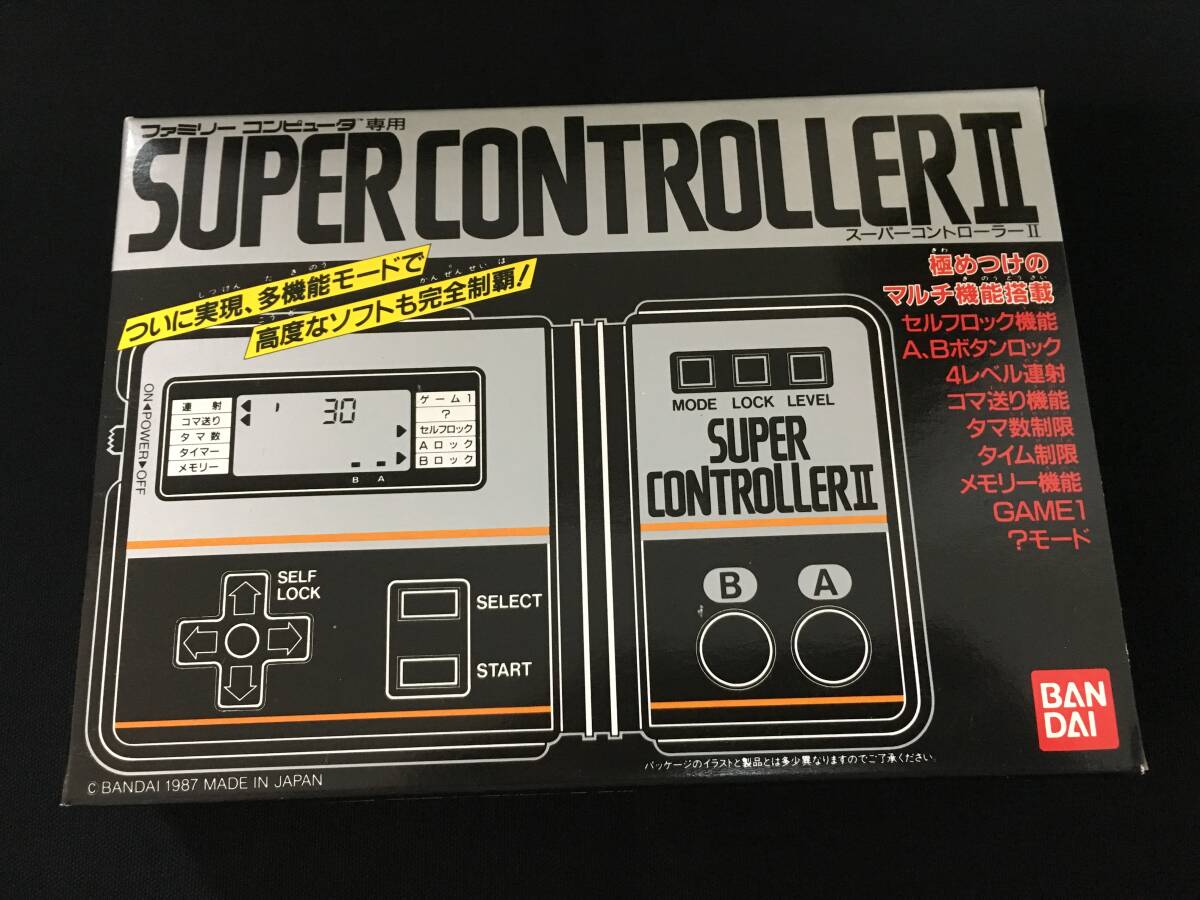 ファミリー コンピュータ™専用
SUPER CONTROLLER II
スーパーコントローラーII
ついに実現、多機能モードで
高度なソフトも完全制覇!
極めつけの
マルチ機能搭載
セルフロック機能
A、Bボタンロック
4レベル連射
コマ送り機能
タマ数制限
タイム制限
メモリー機能
GAME1
?モード
ON◀POWER▶OFF
連射
コマ送り
タマ数
タイマー
メモリー
30
B A
ゲーム1
?
セルフロック
Aロック
Bロック
MODE LOCK LEVEL
SUPER
CONTROLLER II
SELF
LOCK
SELECT
START
B A
BAN
DAI
パッケージのイラストと製品とは多少異なりますのでご了承ください。
© BANDAI 1987 MADE IN JAPAN